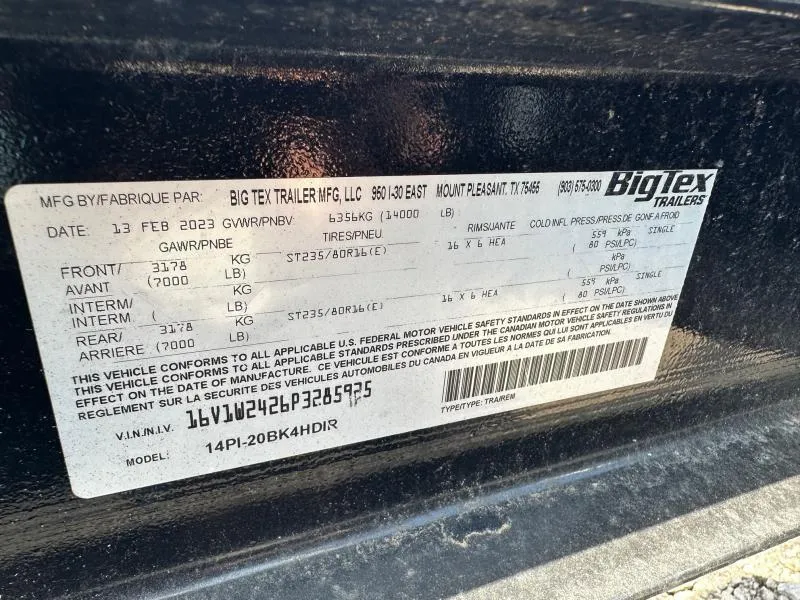 MFG BY/FABRIQUE PAR: BIG TEX TRAILER MFG, LLC 950 I-30 EAST MOUNT PLEASANT, TX 75455 (903) 575-0300 BigTex TRAILERS
DATE: 13 FEB 2023 GVWR/PNBV: 6356KG (14000 LB)
GAWR/PNBE TIRES/PNEU RIMS/JANTE COLD INFL PRESS/PRESS DE GONF A FROID
FRONT/ 3178 KG ST235/80R16(E) 16 X 6 HEA 559 kPa SINGLE
AVANT (7000 LB) ( 80 PSI/LPC)
INTERM/ KG kPa
INTERM. ( LB) ( PSI/LPC)
REAR/ 3178 KG ST235/80R16(E) 16 X 6 HEA 559 kPa SINGLE
ARRIERE (7000 LB) ( 80 PSI/LPC)
THIS VEHICLE CONFORMS TO ALL APPLICABLE U.S. FEDERAL MOTOR VEHICLE SAFETY STANDARDS IN EFFECT ON THE DATE SHOWN ABOVE
THIS VEHICLE CONFORMS TO ALL APPLICABLE STANDARDS PRESCRIBED UNDER THE CANADIAN MOTOR VEHICLE SAFETY REGULATIONS IN
EFFECT ON THE DATE OF MANUFACTURE. CE VEHICULE EST CONFORME A TOUTES LES NORMES QUI LUI SONT APPLICABLES EN VERTU DU
REGLEMENT SUR LA SECURITE DES VEHICULES AUTOMOBILES DU CANADA EN VIGUEUR A LA DATE DE SA FABRICATION.
V.I.N./N.I.V. 16V1W2426P3285925
TYPE/TYPE: TRA/REM
MODEL: 14PI-20BK4HDIR